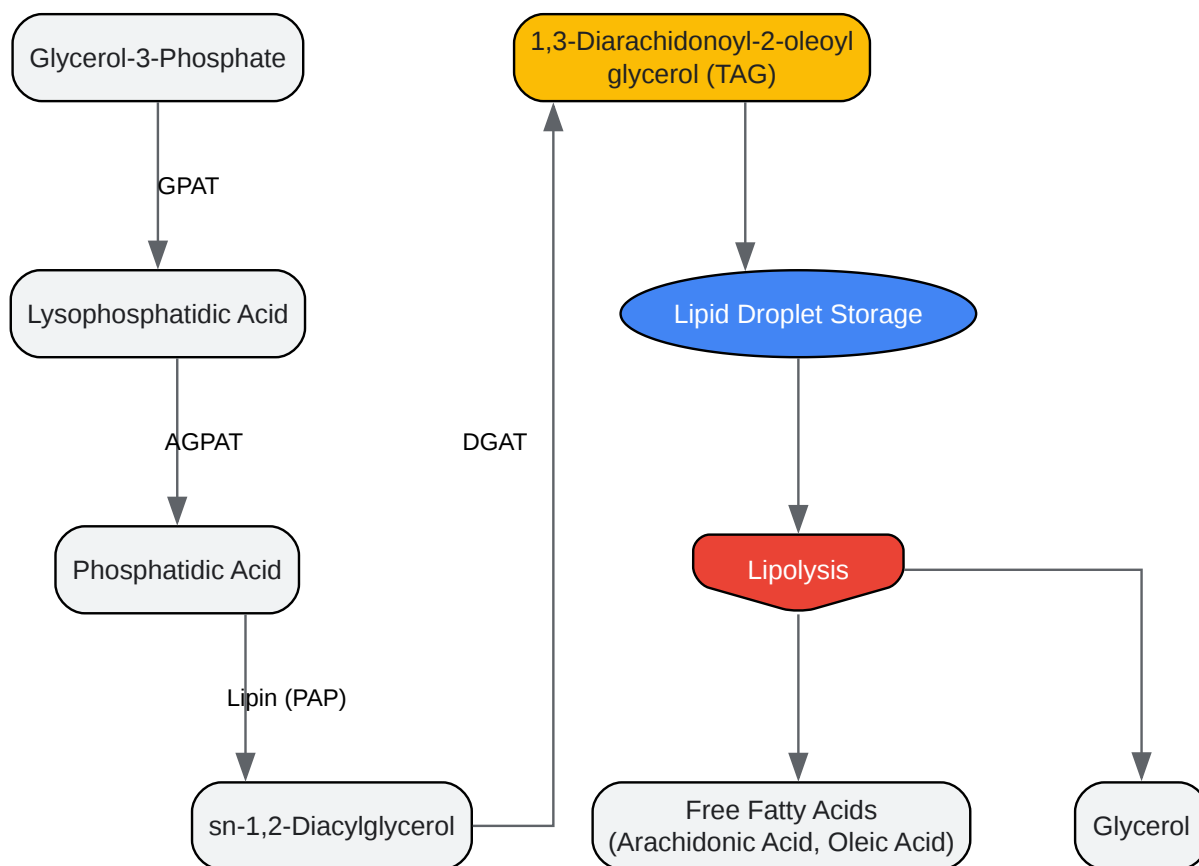 Glycerol-3-Phosphate
GPAT
Lysophosphatidic Acid
AGPAT
Phosphatidic Acid
Lipin (PAP)
sn-1,2-Diacylglycerol
DGAT
1,3-Diarachidonoyl-2-oleoyl
glycerol (TAG)
Lipid Droplet Storage
Lipolysis
Free Fatty Acids
(Arachidonic Acid, Oleic Acid)
Glycerol